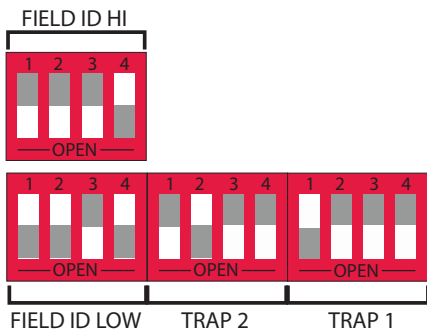 FIELD ID HI
1 2 3 4
OPEN
1 2 3 4 1 2 3 4 1 2 3 4
OPEN OPEN OPEN
FIELD ID LOW TRAP 2 TRAP 1